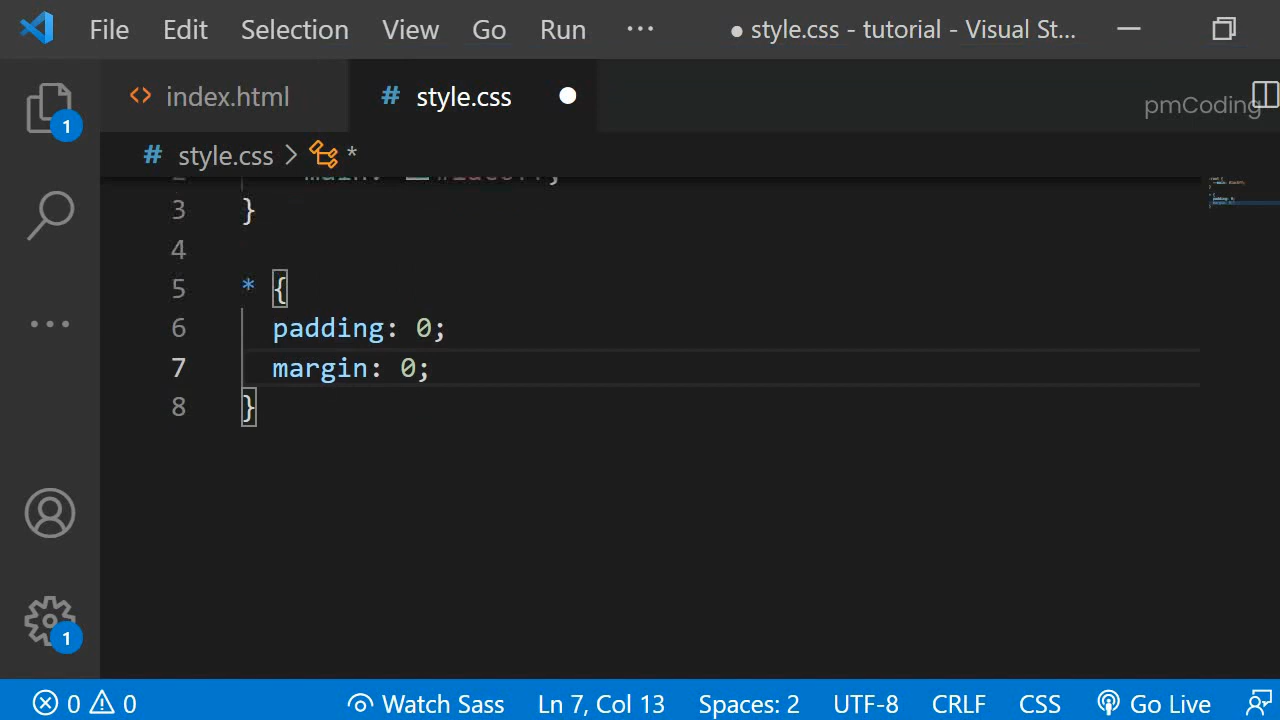 File Edit Selection View Go Run ··· ● style.css - tutorial - Visual St...
<> index.html # style.css ●
pmCoding
# style.css > *
3 }
4
5 * {
6 padding: 0;
7 margin: 0;
8 }
1
1
0 0 Watch Sass Ln 7, Col 13 Spaces: 2 UTF-8 CRLF CSS Go Live